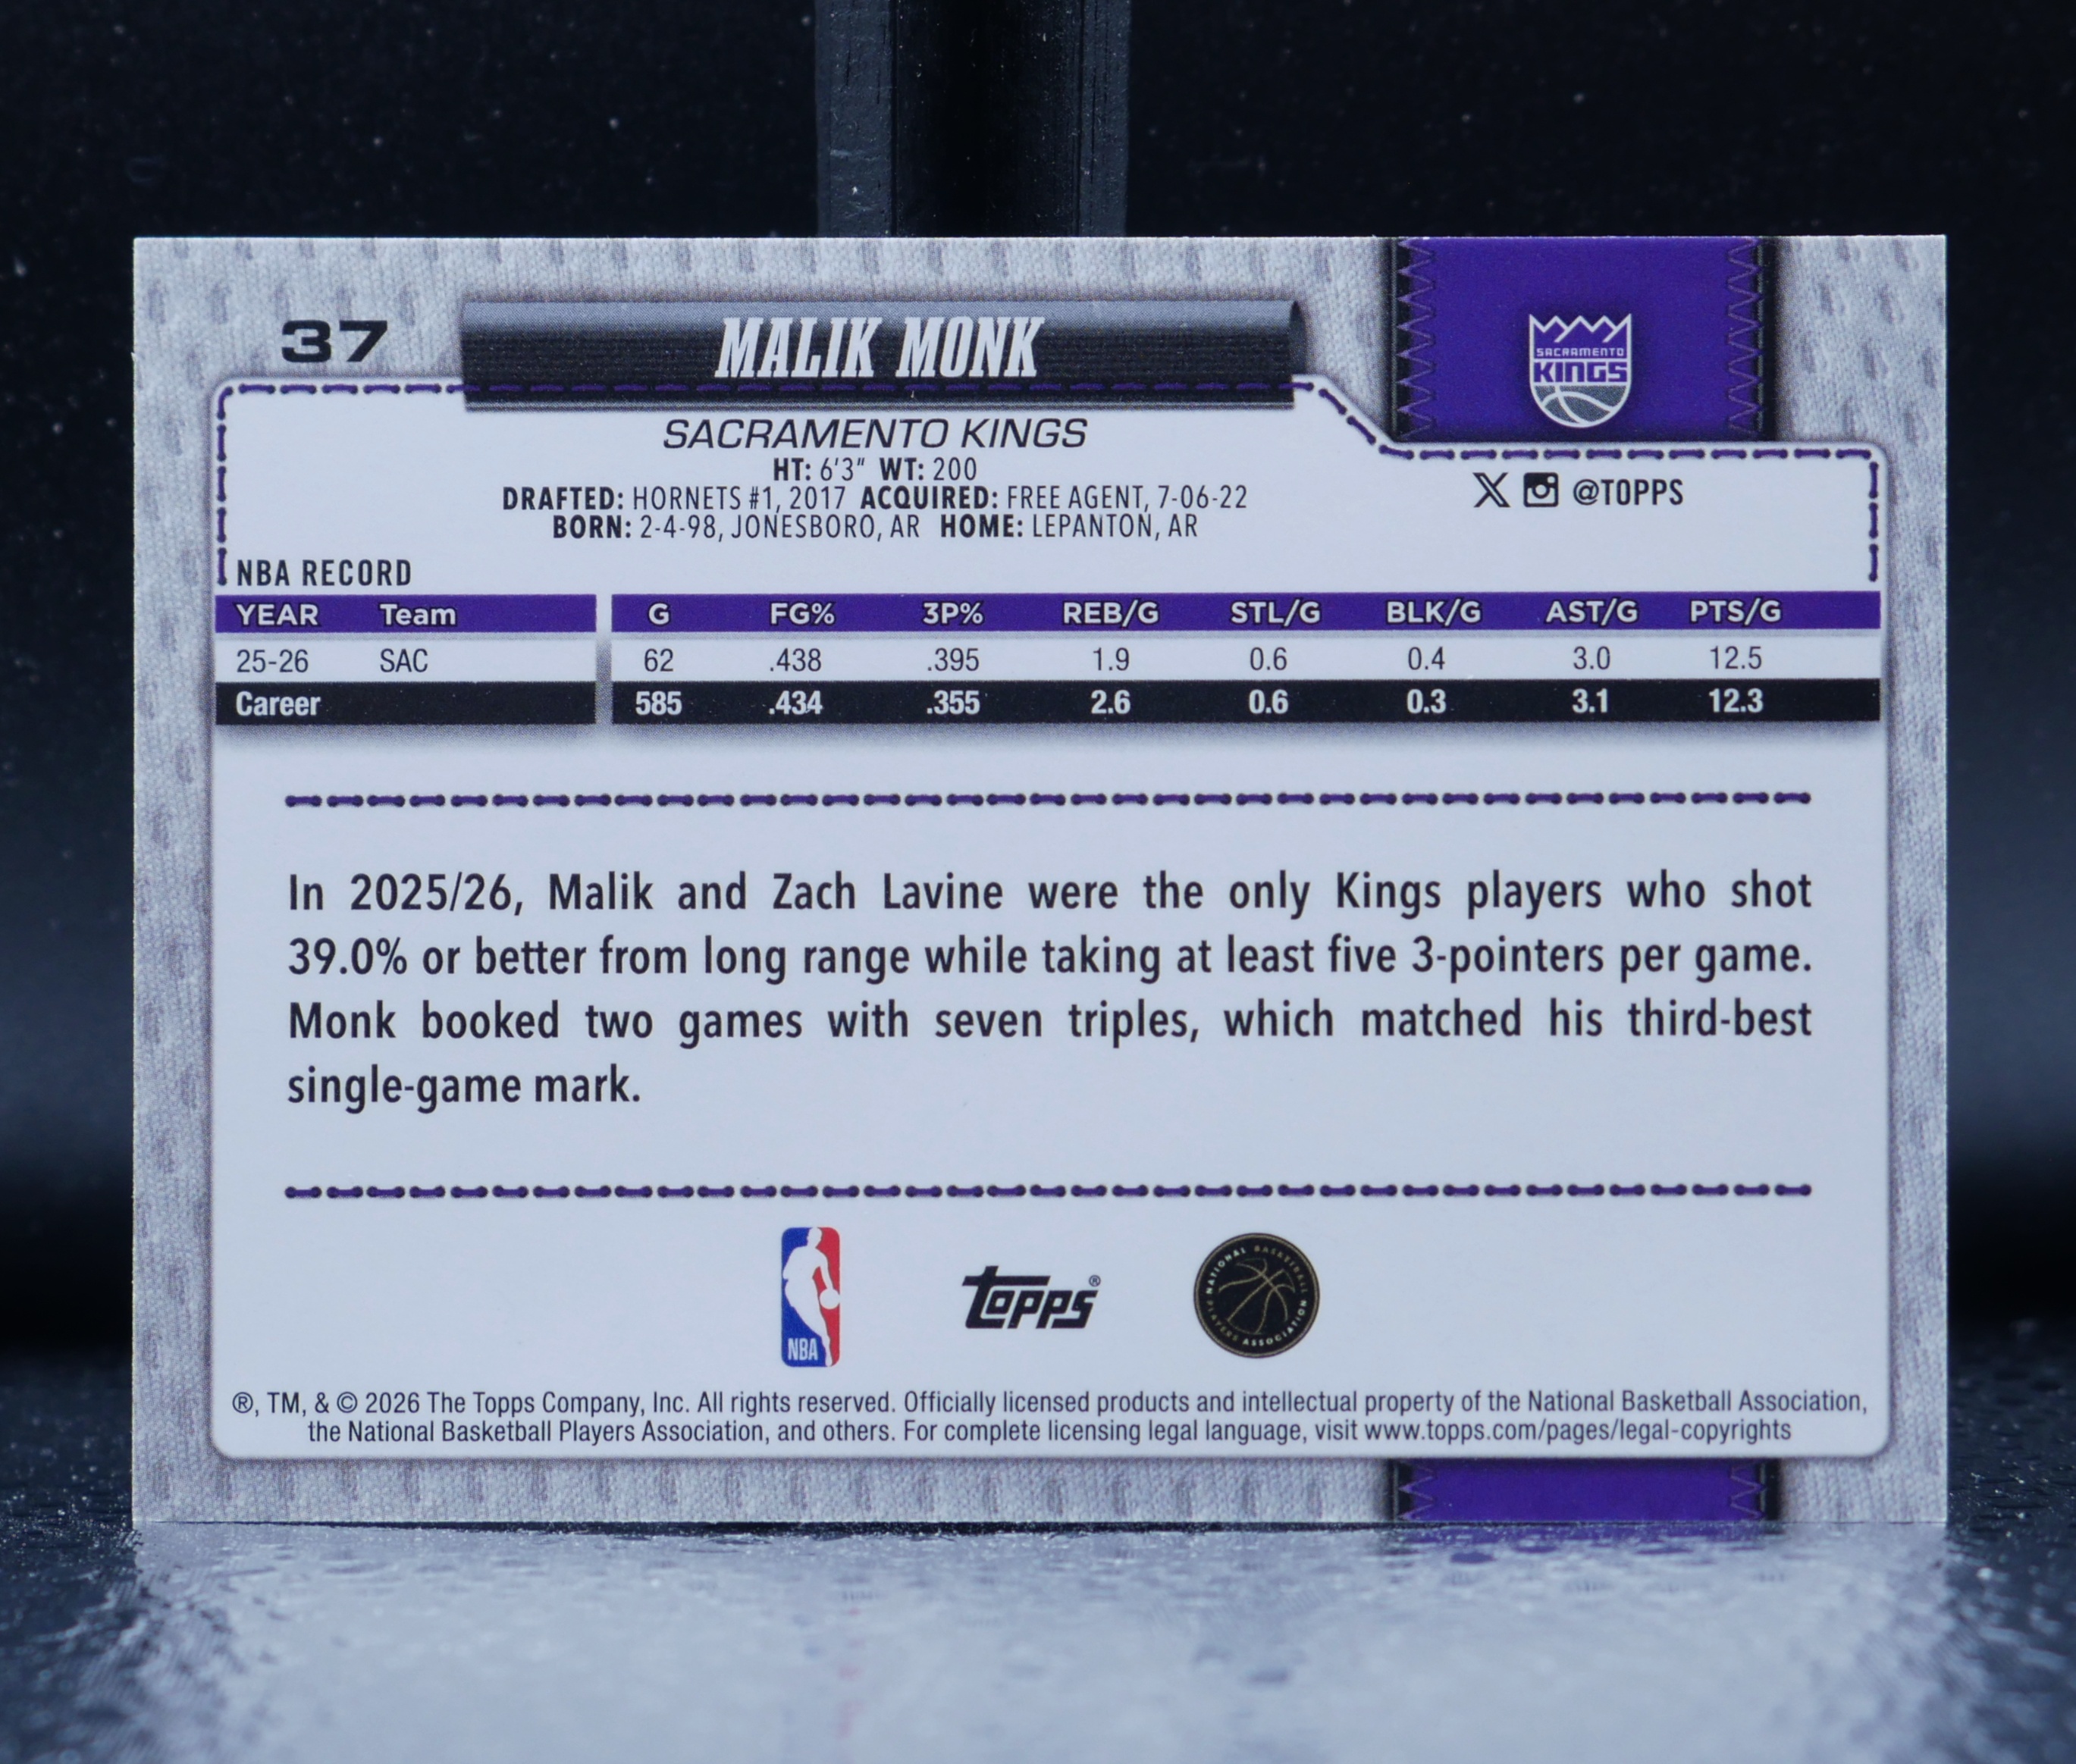 37
MALIK MONK
SACRAMENTO
KINGS
SACRAMENTO KINGS
HT: 6'3" WT: 200
DRAFTED: HORNETS #1, 2017 ACQUIRED: FREE AGENT, 7-06-22
BORN: 2-4-98, JONESBORO, AR HOME: LEPANTON, AR
@TOPPS
NBA RECORD
YEAR Team G FG% 3P% REB/G STL/G BLK/G AST/G PTS/G
25-26 SAC 62 .438 .395 1.9 0.6 0.4 3.0 12.5
Career 585 .434 .355 2.6 0.6 0.3 3.1 12.3
In 2025/26, Malik and Zach Lavine were the only Kings players who shot
39.0% or better from long range while taking at least five 3-pointers per game.
Monk booked two games with seven triples, which matched his third-best
single-game mark.
NBA
topps®
NATIONAL BASKETBALL
PLAYERS ASSOCIATION
®, TM, & © 2026 The Topps Company, Inc. All rights reserved. Officially licensed products and intellectual property of the National Basketball Association,
the National Basketball Players Association, and others. For complete licensing legal language, visit www.topps.com/pages/legal-copyrights